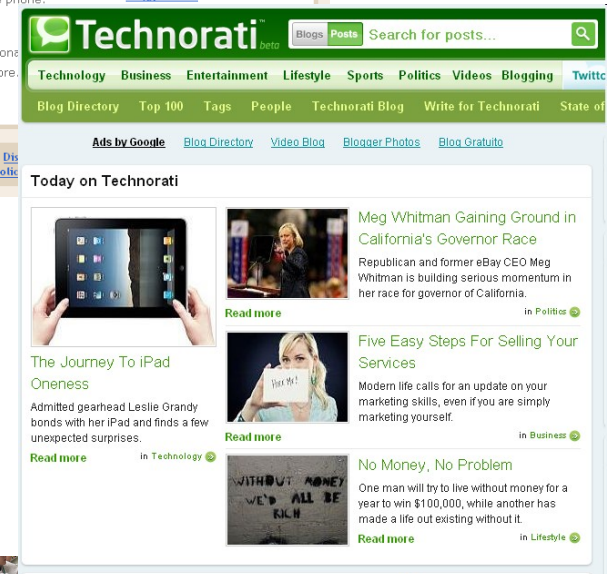 phone.
Technorati™ beta
Blogs Posts Search for posts...
Technology Business Entertainment Lifestyle Sports Politics Videos Blogging
Blog Directory Top 100 Tags People Technorati Blog Write for Technorati State of
Ads by Google Blog Directory Video Blog Blogger Photos Blog Gratuito
Today on Technorati
The Journey To iPad
Oneness
Admitted gearhead Leslie Grandy
bonds with her iPad and finds a few
unexpected surprises.
Read more in Technology
Meg Whitman Gaining Ground in
California's Governor Race
Republican and former eBay CEO Meg
Whitman is building serious momentum in
her race for governor of California.
Read more in Politics
HIRE ME!
Five Easy Steps For Selling Your
Services
Modern life calls for an update on your
marketing skills, even if you are simply
marketing yourself.
Read more in Business
WITHOUT MONEY
WE'D ALL BE
RICH
No Money, No Problem
One man will try to live without money for a
year to win $100,000, while another has
made a life out existing without it.
Read more in Lifestyle